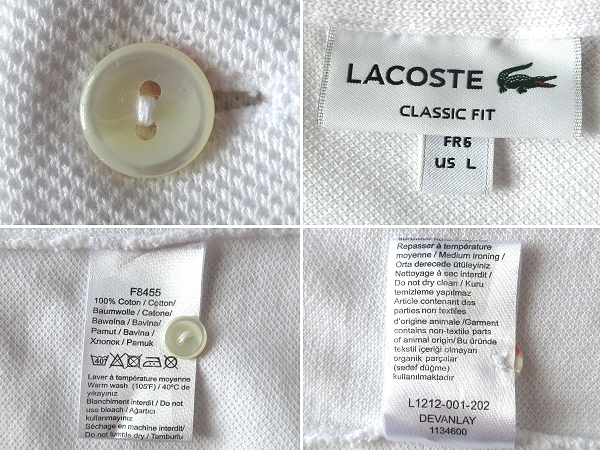 LACOSTE
CLASSIC FIT
FR6
US L
F8455
100% Coton / Cotton/
Baumwolle / Catone/
Bawelna / Bavina/
Pamut / Bavlna /
Хлопок / Pamuk
40°
Laver à température moyenne
Warm wash (105°F) / 40°C de
yıkayınız
Blanchiment interdit / Do not
use bleach / Ağartıcı
kullanmayınız
Séchage en machine interdit /
Do not tumble dry / Tamburlu
Repasser à température
moyenne / Medium ironing /
Orta derecede ütüleyiniz
Nettoyage à sec interdit /
Do not dry clean / Kuru
temizleme yapılmaz
Article contenant des
parties non textiles
d'origine animale /Garment
contains non-textile parts
of animal origin/ Bu üründe
tekstil içeriği olmayan
organik parçalar
(sedef düğme)
kullanılmaktadır
L1212-001-202
DEVANLAY
1134600